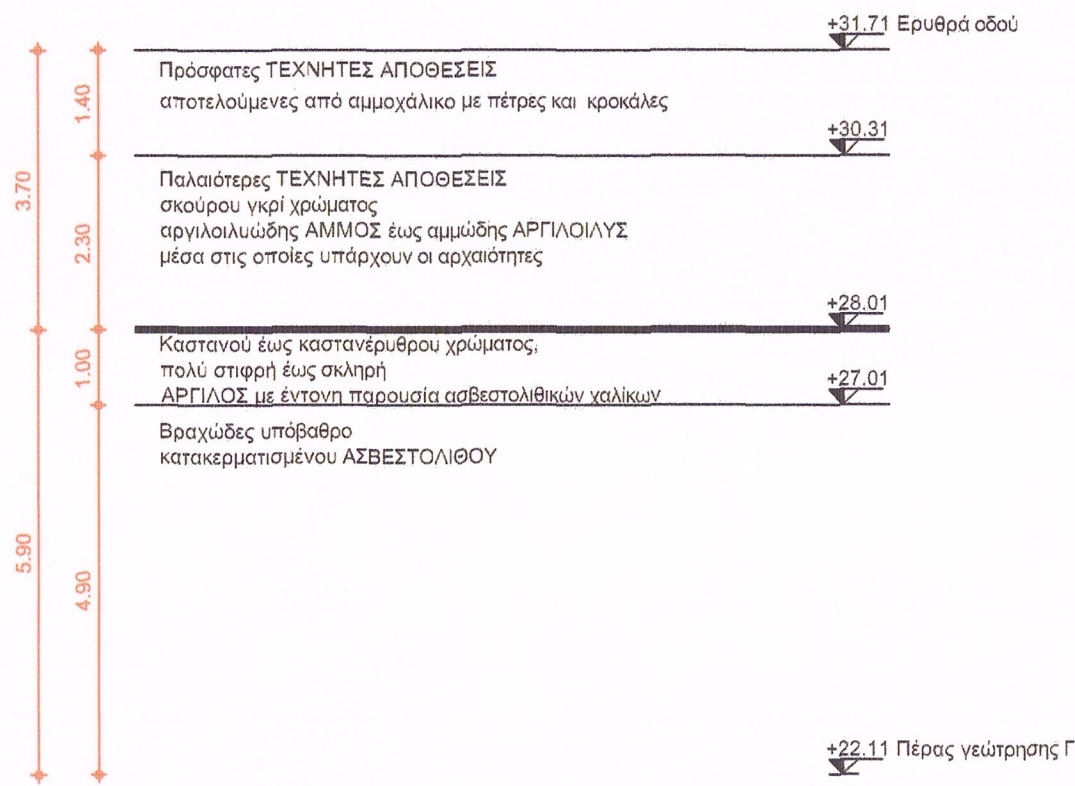 +31.71 Ερυθρά οδού
Πρόσφατες ΤΕΧΝΗΤΕΣ ΑΠΟΘΕΣΕΙΣ
1.40
αποτελούμενες από αμμοχάλικο με πέτρες και κροκάλες
+30.31
Παλαιότερες ΤΕΧΝΗΤΕΣ ΑΠΟΘΕΣΕΙΣ
3.70
σκούρου γκρί χρώματος
2.30
αργιλοιλυώδης ΑΜΜΟΣ έως αμμώδης ΑΡΓΙΛΟΙΛΥΣ
μέσα στις οποίες υπάρχουν οι αρχαιότητες
+28.01
Καστανού έως καστανέρυθρου χρώματος,
1.00
πολύ στιφρή έως σκληρή
+27.01
ΑΡΓΙΛΟΣ με έντονη παρουσία ασβεστολιθικών χαλίκων
Βραχώδες υπόβαθρο
κατακερματισμένου ΑΣΒΕΣΤΟΛΙΘΟΥ
5.90
4.90
+22.11 Πέρας γεώτρησης Γ